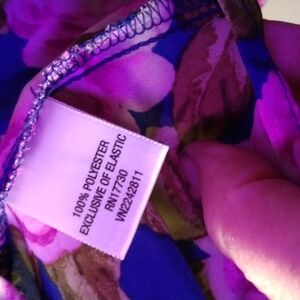 100% POLYESTER
EXCLUSIVE OF ELASTIC
RN17730
VN2242811